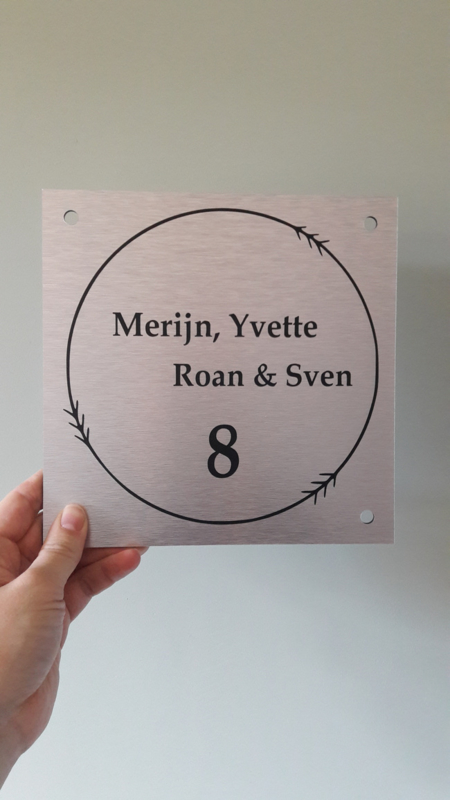 Merijn, Yvette
Roan & Sven
8